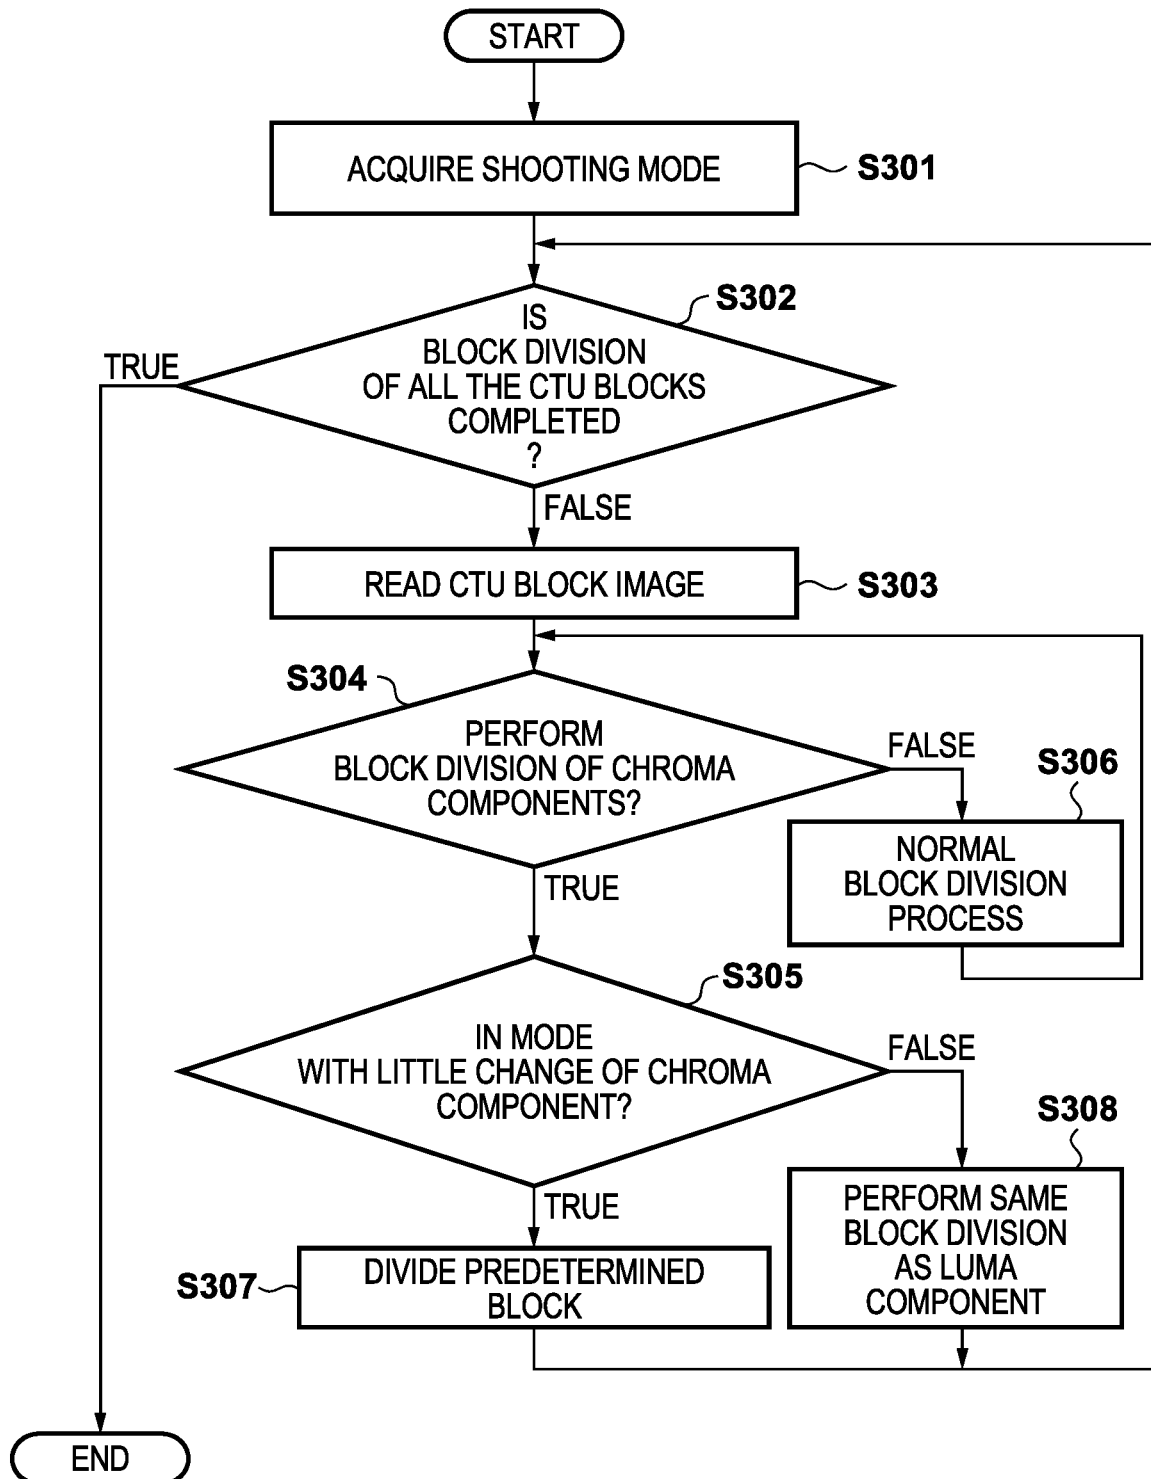 START
ACQUIRE SHOOTING MODE
S301
S302
IS
BLOCK DIVISION
OF ALL THE CTU BLOCKS
COMPLETED
?
TRUE
FALSE
READ CTU BLOCK IMAGE
S303
S304
PERFORM
BLOCK DIVISION OF CHROMA
COMPONENTS?
FALSE
S306
NORMAL
BLOCK DIVISION
PROCESS
TRUE
S305
IN MODE
WITH LITTLE CHANGE OF CHROMA
COMPONENT?
FALSE
S308
PERFORM SAME
BLOCK DIVISION
AS LUMA
COMPONENT
TRUE
S307
DIVIDE PREDETERMINED
BLOCK
END